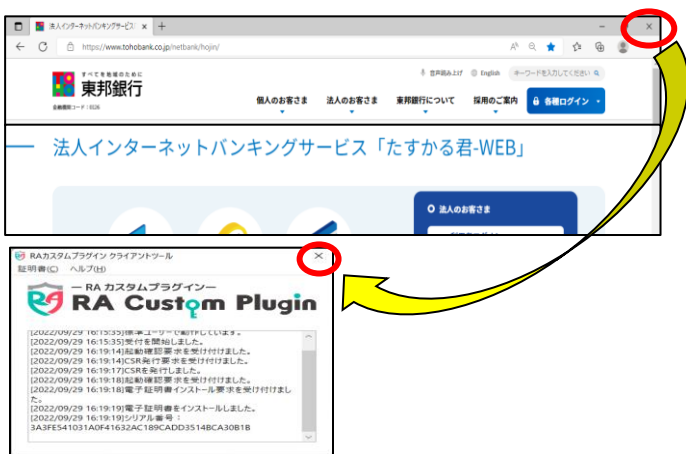 法人インターネットバンキングサービス
https://www.tohobank.co.jp/netbank/hojin/
すべてを地域のために
東邦銀行
金融機関コード:0126
音声読み上げ
English
キーワードを入力してください
個人のお客さま 法人のお客さま 東邦銀行について 採用のご案内 各種ログイン
法人インターネットバンキングサービス「たすかる君-WEB」
法人のお客さま
RAカスタムプラグイン クライアントツール
証明書(C) ヘルプ(H)
― RA カスタムプラグイン―
RA Custom Plugin
[2022/09/29 16:15:35]標準ユーザーで動作しています。
[2022/09/29 16:15:35]受付を開始しました。
[2022/09/29 16:19:14]起動確認要求を受け付けました。
[2022/09/29 16:19:14]CSR発行要求を受け付けました。
[2022/09/29 16:19:17]CSRを発行しました。
[2022/09/29 16:19:18]起動確認要求を受け付けました。
[2022/09/29 16:19:18]電子証明書インストール要求を受け付けまし
た。
[2022/09/29 16:19:19]電子証明書をインストールしました。
[2022/09/29 16:19:19]シリアル番号:
3A3FE541031A0F41632AC189CADD3514BCA30B1B